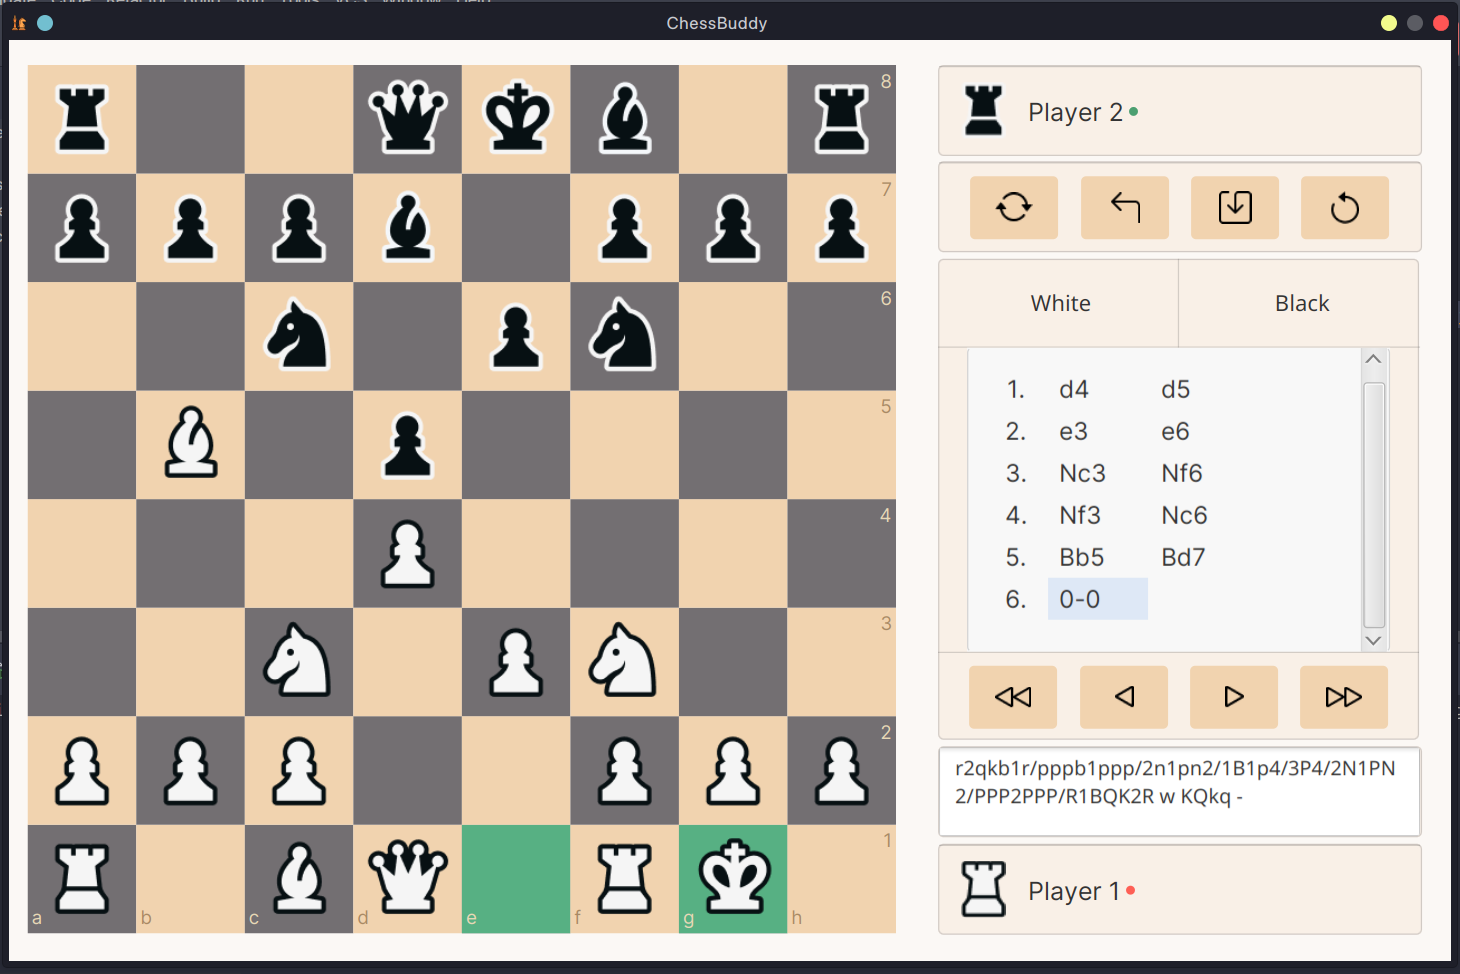 ChessBuddy
8
Player 2
7
6
White Black
5
1. d4 d5
2. e3 e6
3. Nc3 Nf6
4
4. Nf3 Nc6
5. Bb5 Bd7
6. 0-0
3
2
r2qkb1r/pppb1ppp/2n1pn2/1B1p4/3P4/2N1PN
2/PPP2PPP/R1BQK2R w KQkq -
1
Player 1
a b c d e f g h